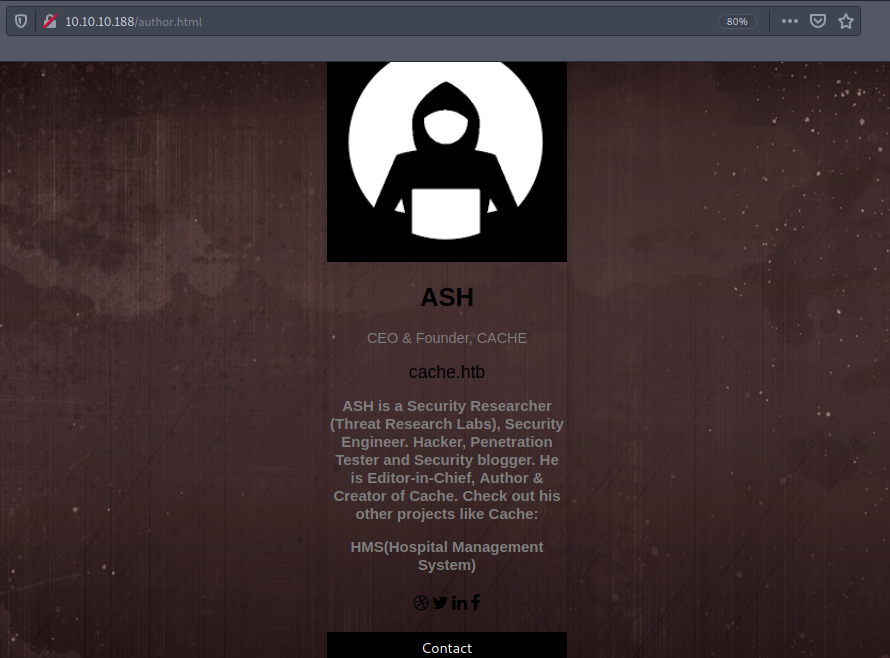 10.10.10.188/author.html
80%
ASH
CEO & Founder, CACHE
cache.htb
ASH is a Security Researcher
(Threat Research Labs), Security
Engineer. Hacker, Penetration
Tester and Security blogger. He
is Editor-in-Chief, Author &
Creator of Cache. Check out his
other projects like Cache:
HMS(Hospital Management
System)
Contact